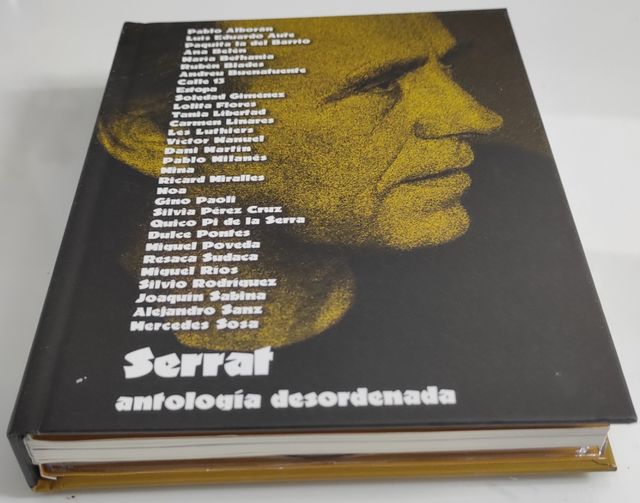 Pablo Alborán
Luis Eduardo Aute
Paquita la del Barrio
Ana Belén
Maria Bethania
Rubén Blades
Andreu Buenafuente
Calle 13
Estopa
Soledad Giménez
Lolita Flores
Tania Libertad
Carmen Linares
Les Luthiers
Víctor Manuel
Dani Martín
Pablo Milanés
Mina
Ricard Miralles
Noa
Gino Paoli
Silvia Pérez Cruz
Quico Pi de la Serra
Dulce Pontes
Miguel Poveda
Resaca Sudaca
Miguel Ríos
Silvio Rodríguez
Joaquín Sabina
Alejandro Sanz
Mercedes Sosa
Serrat
antología desordenada